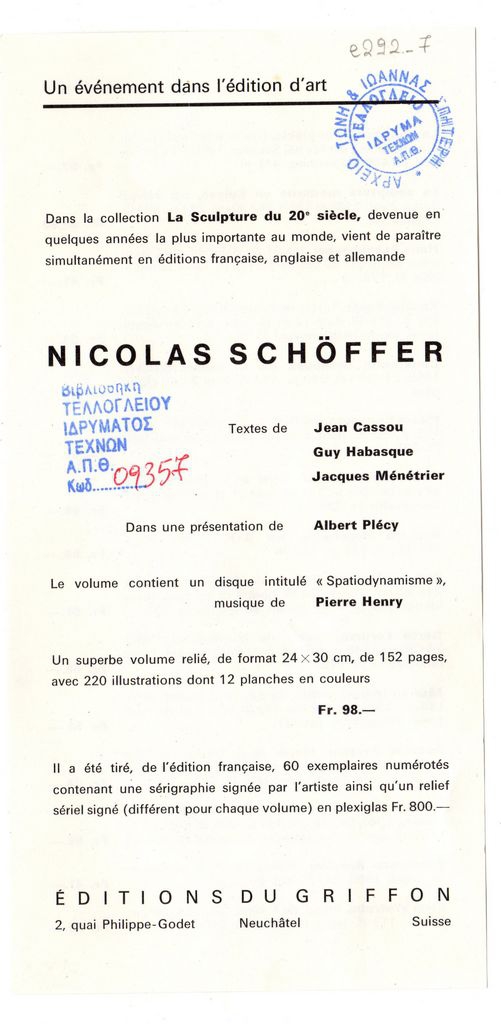 e292-7
Un événement dans l'édition d'art
ΑΡΧΕΙΟ ΤΩΝΗ & ΙΩΑΝΝΑΣ ΣΠΗΤΕΡΗ *
ΤΕΛΛΟΓΛΕΙΟ
ΙΔΡΥΜΑ
ΤΕΧΝΩΝ
Α.Π.Θ.
Dans la collection La Sculpture du 20e siècle, devenue en
quelques années la plus importante au monde, vient de paraître
simultanément en éditions française, anglaise et allemande
NICOLAS SCHÖFFER
Βιβλιοθήκη
ΤΕΛΛΟΓΛΕΙΟΥ
ΙΔΡΥΜΑΤΟΣ
ΤΕΧΝΩΝ
Α.Π.Θ.
Κωδ.............09357
Textes de Jean Cassou
Guy Habasque
Jacques Ménétrier
Dans une présentation de Albert Plécy
Le volume contient un disque intitulé « Spatiodynamisme »,
musique de Pierre Henry
Un superbe volume relié, de format 24 × 30 cm, de 152 pages,
avec 220 illustrations dont 12 planches en couleurs
Fr. 98.—
Il a été tiré, de l'édition française, 60 exemplaires numérotés
contenant une sérigraphie signée par l'artiste ainsi qu'un relief
sériel signé (différent pour chaque volume) en plexiglas Fr. 800.—
ÉDITIONS DU GRIFFON
2, quai Philippe-Godet Neuchâtel Suisse